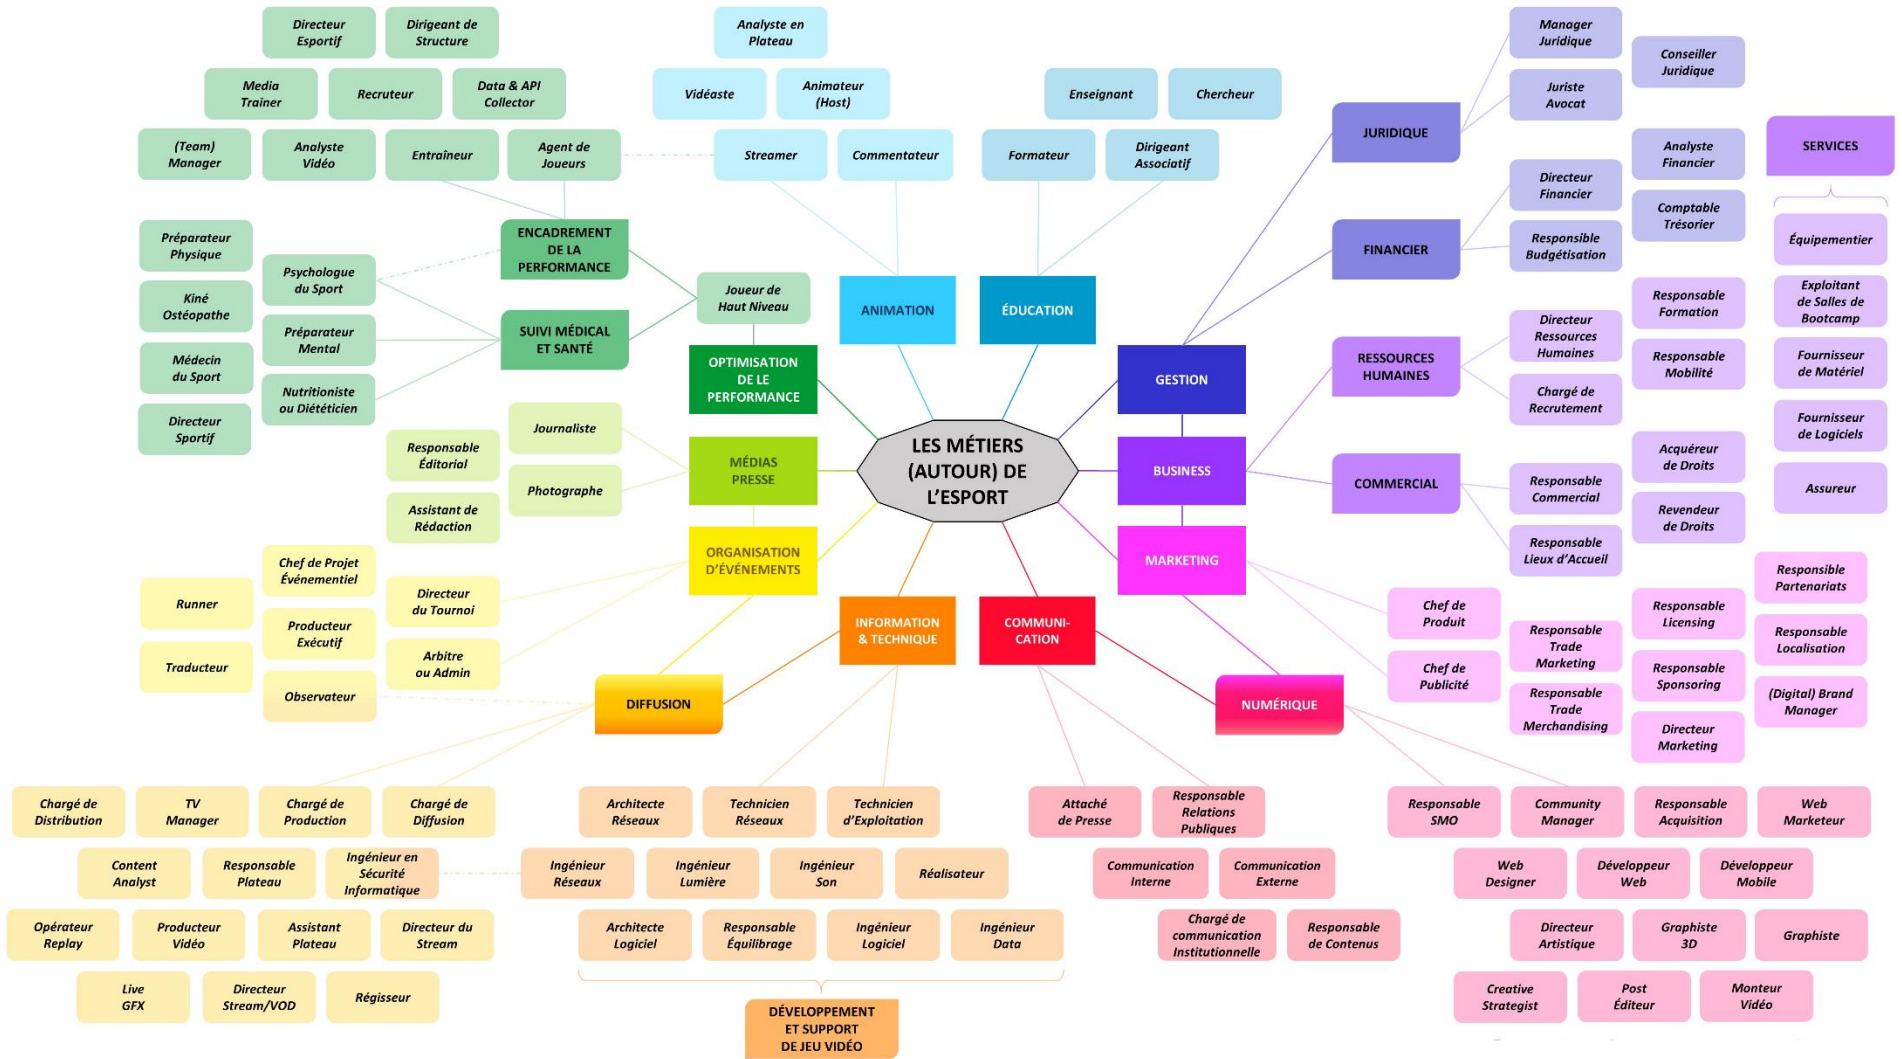 Directeur
Esportif
Dirigeant de
Structure
Media
Trainer
Recruteur
Data & API
Collector
(Team)
Manager
Analyste
Vidéo
Entraîneur
Agent de
Joueurs
ENCADREMENT
DE LA
PERFORMANCE
Préparateur
Physique
Psychologue
du Sport
Kiné
Ostéopathe
Préparateur
Mental
Médecin
du Sport
Nutritioniste
ou Diététicien
Directeur
Sportif
SUIVI MÉDICAL
ET SANTÉ
Joueur de
Haut Niveau
OPTIMISATION
DE LE
PERFORMANCE
Analyste en
Plateau
Vidéaste
Animateur
(Host)
Streamer
Commentateur
ANIMATION
Enseignant
Chercheur
Formateur
Dirigeant
Associatif
ÉDUCATION
Manager
Juridique
Conseiller
Juridique
Juriste
Avocat
JURIDIQUE
Analyste
Financier
Directeur
Financier
Comptable
Trésorier
Responsible
Budgétisation
FINANCIER
SERVICES
Équipementier
Exploitant
de Salles de
Bootcamp
Fournisseur
de Matériel
Fournisseur
de Logiciels
Assureur
GESTION
RESSOURCES
HUMAINES
Directeur
Ressources
Humaines
Responsable
Formation
Responsable
Mobilité
Chargé de
Recrutement
LES MÉTIERS
(AUTOUR) DE
L’ESPORT
BUSINESS
COMMERCIAL
Responsable
Commercial
Acquéreur
de Droits
Revendeur
de Droits
Responsable
Lieux d’Accueil
MÉDIAS
PRESSE
Journaliste
Responsable
Éditorial
Photographe
Assistant de
Rédaction
ORGANISATION
D’ÉVÉNEMENTS
Chef de Projet
Événementiel
Runner
Directeur
du Tournoi
Producteur
Exécutif
Traducteur
Arbitre
ou Admin
Observateur
DIFFUSION
INFORMATION
& TECHNIQUE
COMMUNI-
CATION
MARKETING
NUMÉRIQUE
Chef de
Produit
Chef de
Publicité
Responsable
Trade
Marketing
Responsable
Trade
Merchandising
Responsable
Licensing
Responsable
Sponsoring
Directeur
Marketing
Responsible
Partenariats
Responsable
Localisation
(Digital) Brand
Manager
Chargé de
Distribution
TV
Manager
Chargé de
Production
Chargé de
Diffusion
Content
Analyst
Responsable
Plateau
Ingénieur en
Sécurité
Informatique
Opérateur
Replay
Producteur
Vidéo
Assistant
Plateau
Directeur du
Stream
Live
GFX
Directeur
Stream/VOD
Régisseur
Architecte
Réseaux
Technicien
Réseaux
Technicien
d’Exploitation
Ingénieur
Réseaux
Ingénieur
Lumière
Ingénieur
Son
Réalisateur
Architecte
Logiciel
Responsable
Équilibrage
Ingénieur
Logiciel
Ingénieur
Data
DÉVELOPPEMENT
ET SUPPORT
DE JEU VIDÉO
Attaché
de Presse
Responsable
Relations
Publiques
Communication
Interne
Communication
Externe
Chargé de
communication
Institutionnelle
Responsable
de Contenus
Responsable
SMO
Community
Manager
Responsable
Acquisition
Web
Marketeur
Web
Designer
Développeur
Web
Développeur
Mobile
Directeur
Artistique
Graphiste
3D
Graphiste
Creative
Strategist
Post
Éditeur
Monteur
Vidéo